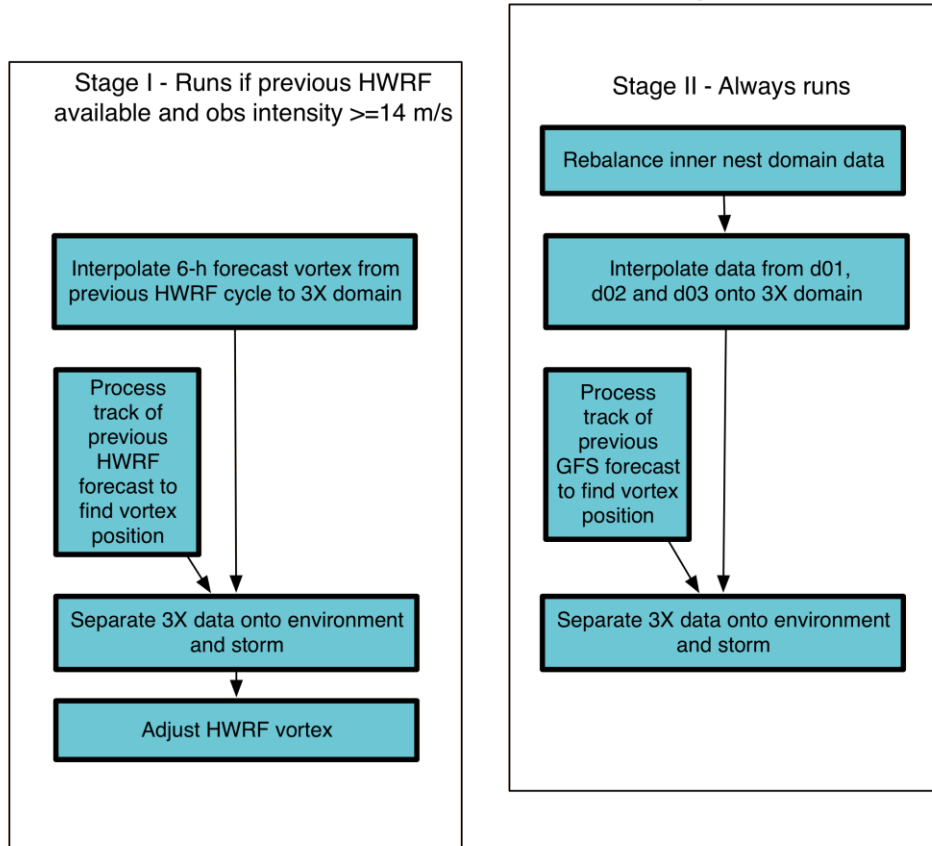 Stage I - Runs if previous HWRF
available and obs intensity >=14 m/s
Interpolate 6-h forecast vortex from
previous HWRF cycle to 3X domain
Process
track of
previous
HWRF
forecast to
find vortex
position
Separate 3X data onto environment
and storm
Adjust HWRF vortex
Stage II - Always runs
Rebalance inner nest domain data
Interpolate data from d01,
d02 and d03 onto 3X domain
Process
track of
previous
GFS forecast
to find vortex
position
Separate 3X data onto environment
and storm